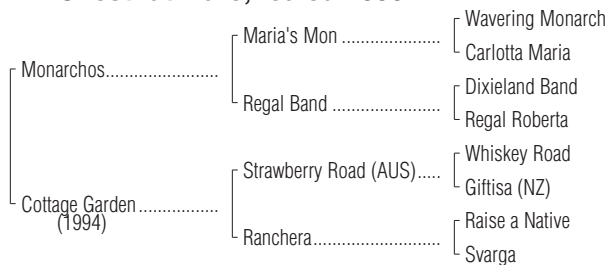 Wavering Monarch
Maria's Mon
Carlotta Maria
Monarchos
Dixieland Band
Regal Band
Regal Roberta
Whiskey Road
Strawberry Road (AUS)
Giftisa (NZ)
Cottage Garden
(1994)
Raise a Native
Ranchera
Svarga